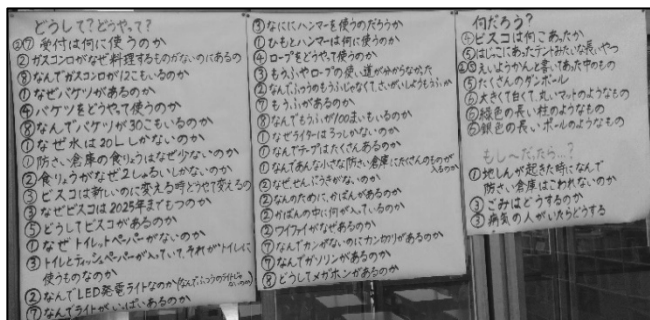 どうして?どうやって?
②⑦ 受付は何に使うのか
②ガスコンロがなぜ料理するものがないのにあるの
⑧なんでガスコンロが12こもいるのか
①なぜバケツがあるのか
④バケツをどうやって使うのか
⑧なんでバケツが30こもいるのか
①なぜ水は20Lしかないのか
①防さい倉庫の食りょうはなぜ少ないのか
②食りょうがなぜ2しゅるいしかないのか
③ビスコは新しいのに変える時どうやって変えるの
③なぜビスコは2025年までもつのか
⑤どうしてビスコがあるのか
①なぜトイレットペーパーがないのか
③トイレとティッシュペーパーが入っていて、それがトイレに
使うものなのか
②なんでLED発電ライトなのか(なんでふつうのライトじゃ
ないのか)
⑦なんでライトがいっぱいあるのか
③なににハンマーを使うのだろうか
①ひもとハンマーは何に使うのか
④ロープをどうやって使うのか
③もうふやロープの使い道が分からなかった
②なんでふつうのもうふじゃなくて、さいがいしようもうふか
⑦もうふがあるのか
⑧なんでもうふが100まいもいるのか
①なぜライターは3つしかないのか
①なんでテープはたくさんあるのか
①なんであんな小さな防さい倉庫にたくさんのものが
入るのか
②なぜ、せんぷうきがないのか
②なんのために、かばんがあるのか
②かばんの中に何が入っているのか
②ワイファイがなぜあるのか
⑦なんでカンがないのにカン切りがあるのか
⑦なんでガソリンがあるのか
⑧どうしてメガホンがあるのか
何だろう?
④ビスコは何こあったか
⑤はじっこにあったテントみたいな長いやつ
④⑤えいようかんと書いてあった中のもの
⑤たくさんのダンボール
⑥大きくて白くて、丸いマットのようなもの
⑥緑色の長い柱のようなもの
⑥銀色の長いポールのようなもの
もし〜だったら…?
①地しんが起きた時になんで
防さい倉庫はこわれないのか
③ごみはどうするのか
③病気の人がいたらどうする